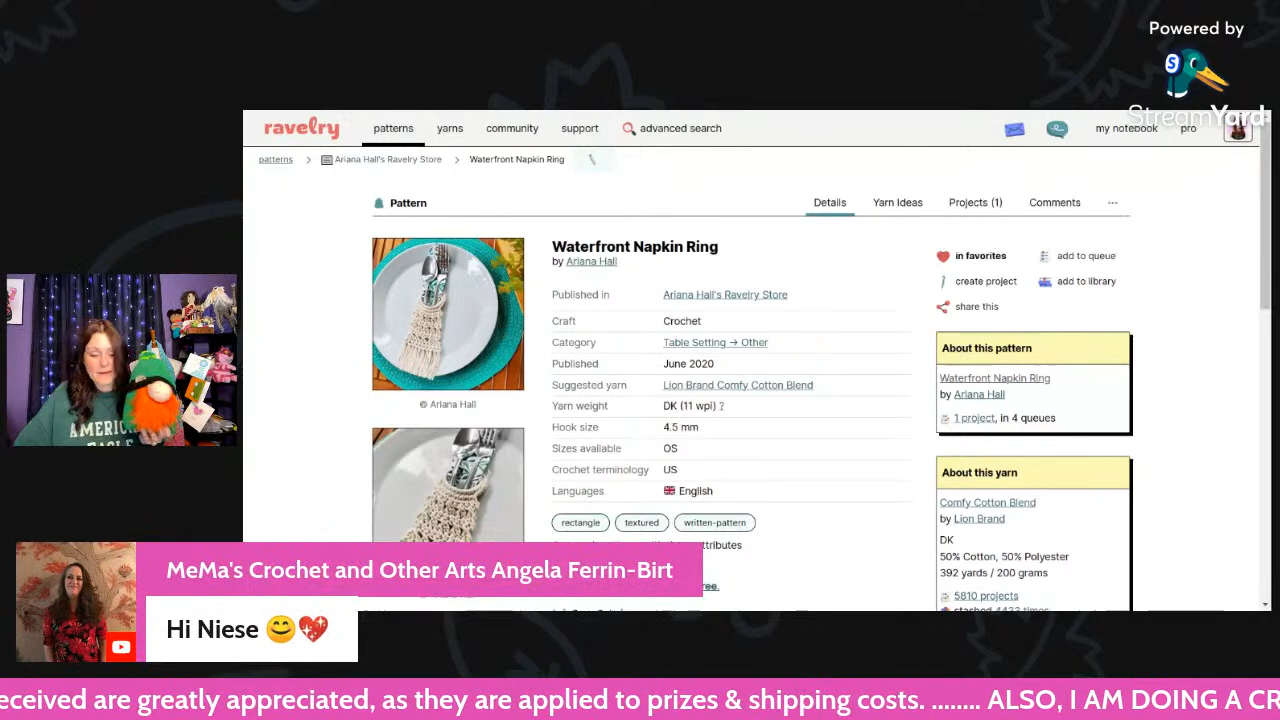 Powered by
StreamYard
ravelry
patterns yarns community support advanced search my notebook pro
patterns > Ariana Hall's Ravelry Store > Waterfront Napkin Ring
Pattern
Details Yarn Ideas Projects (1) Comments ...
Waterfront Napkin Ring
by Ariana Hall
Published in Ariana Hall's Ravelry Store
Craft Crochet
Category Table Setting → Other
Published June 2020
Suggested yarn Lion Brand Comfy Cotton Blend
Yarn weight DK (11 wpi) ?
Hook size 4.5 mm
Sizes available OS
Crochet terminology US
Languages English
rectangle textured written-pattern
© Ariana Hall
in favorites add to queue
create project add to library
share this
About this pattern
Waterfront Napkin Ring
by Ariana Hall
1 project, in 4 queues
About this yarn
Comfy Cotton Blend
by Lion Brand
DK
50% Cotton, 50% Polyester
392 yards / 200 grams
5810 projects
stashed 4433 times
AMERICAN
EAGLE
MeMa's Crochet and Other Arts Angela Ferrin-Birt
Hi Niese 😊💖
eceived are greatly appreciated, as they are applied to prizes & shipping costs. ........ ALSO, I AM DOING A CR